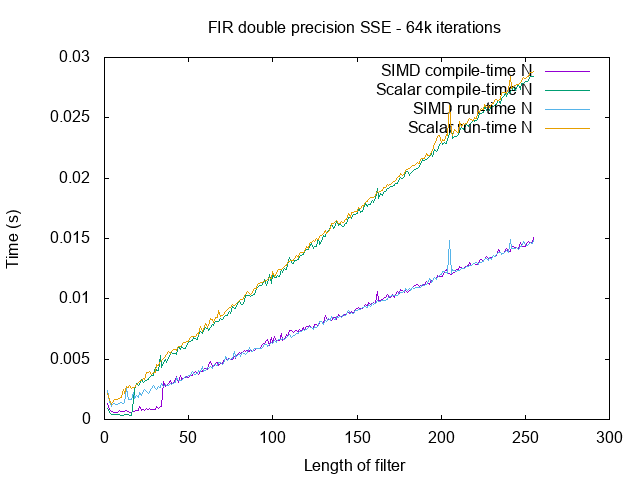 FIR double precision SSE - 64k iterations
0.03
SIMD compile-time N
Scalar compile-time N
0.025
SIMD run-time N
Scalar run-time N
0.02
Time (s)
0.015
0.01
0.005
0
0 50 100 150 200 250 300
Length of filter